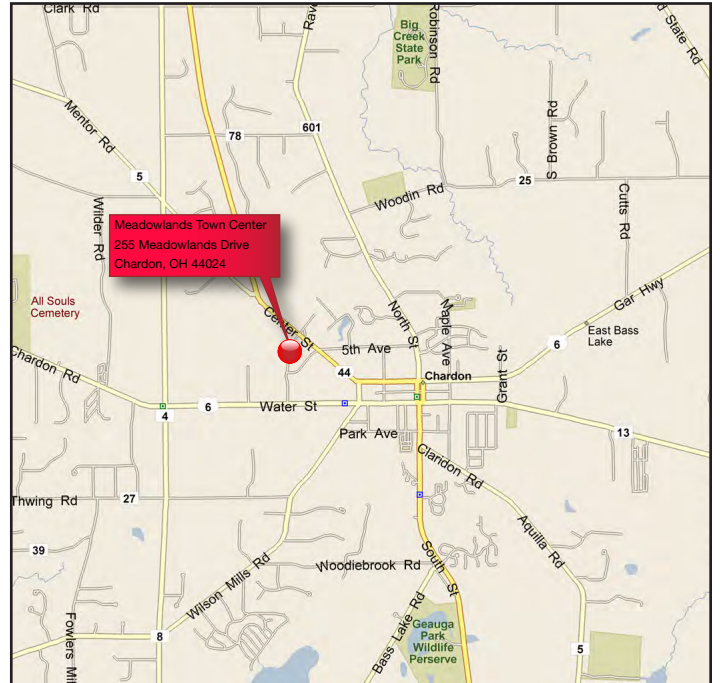 Clark Rd
Rave
Big
Creek
State
Park
Robinson Rd
d State Rd
Mentor Rd
78
601
S Brown Rd
5
25
Woodin Rd
Cutts Rd
Wilder Rd
Meadowlands Town Center
255 Meadowlands Drive
Chardon, OH 44024
All Souls
Cemetery
Gar Hwy
Center St
North St
Maple Ave
East Bass
Lake
5th Ave
6
Chardon Rd
44
Chardon
Grant St
6
Water St
4
13
Park Ave
Claridon Rd
Thwing Rd
27
Aquilla Rd
39
Woodiebrook Rd
South St
Wilson Mills Rd
Fowlers Mil
8
Bass Lake Rd
Geauga
Park
Wildlife
Perserve
5